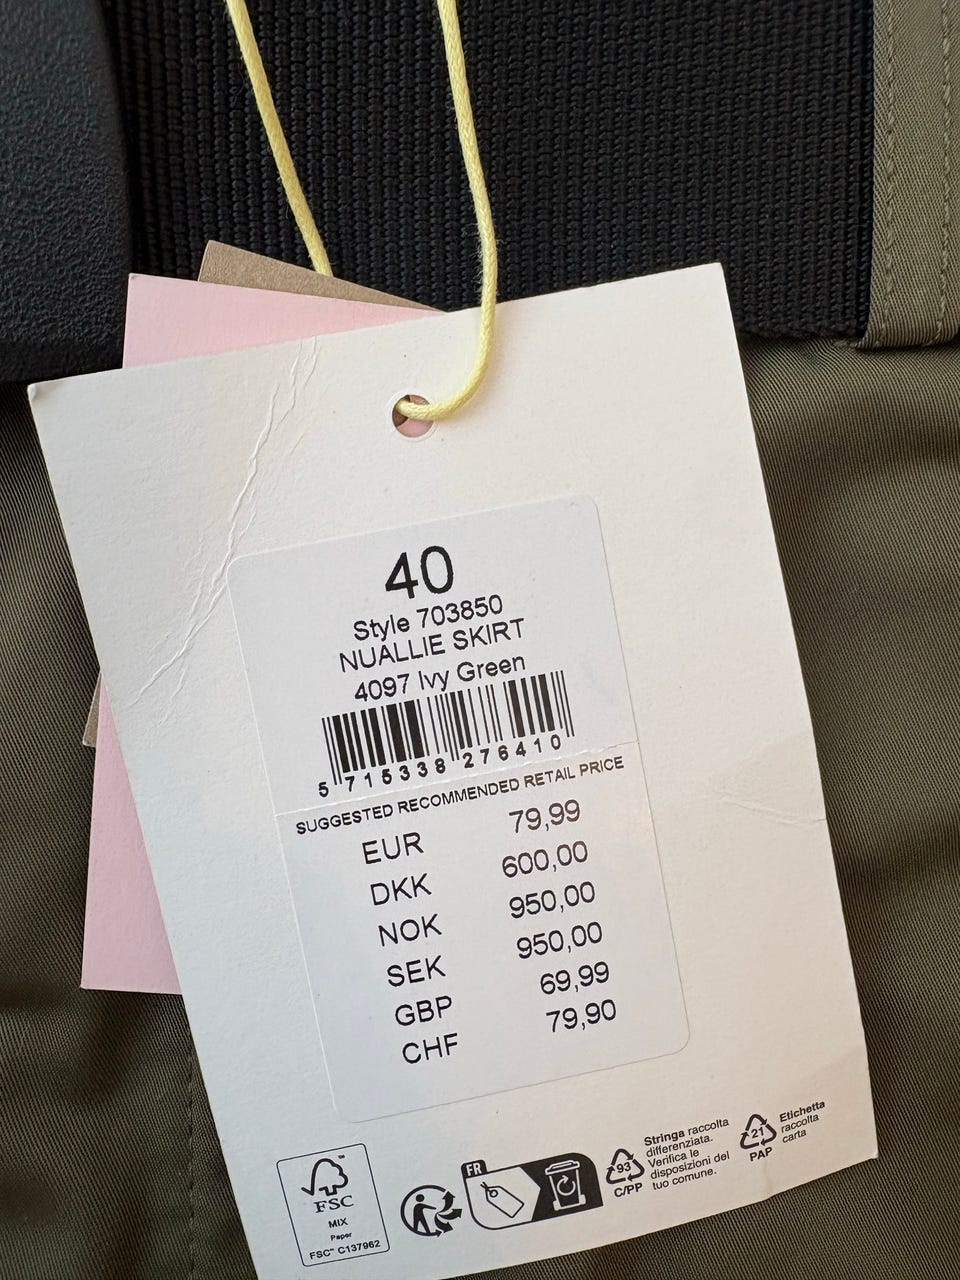 40
Style 703850
NUALLIE SKIRT
4097 Ivy Green
5 715338 276410
SUGGESTED RECOMMENDED RETAIL PRICE
EUR 79,99
DKK 600,00
NOK 950,00
SEK 950,00
GBP 69,99
CHF 79,90
FSC™
MIX
Paper
FSC™ C137962
FR
93
C/PP
Stringa raccolta
differenziata.
Verifica le
disposizioni del
tuo comune.
21
PAP
Etichetta
raccolta
carta